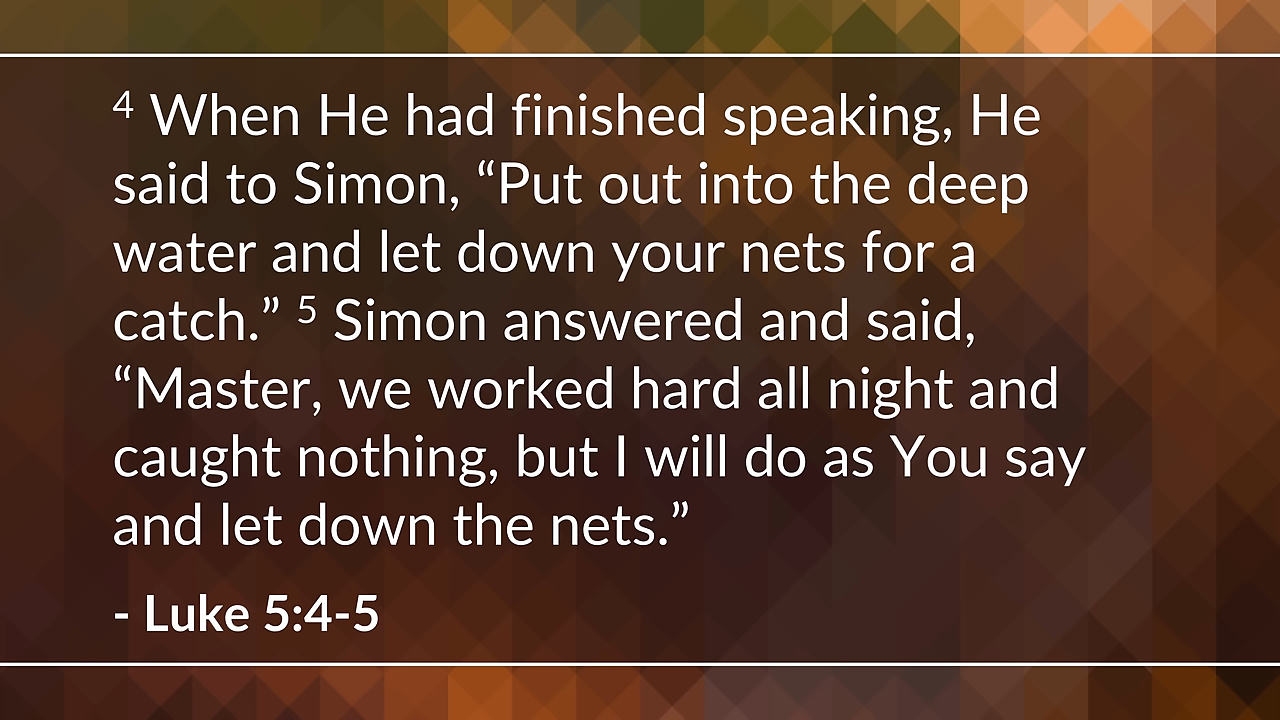 4 When He had finished speaking, He
said to Simon, “Put out into the deep
water and let down your nets for a
catch.” 5 Simon answered and said,
“Master, we worked hard all night and
caught nothing, but I will do as You say
and let down the nets.”
- Luke 5:4-5